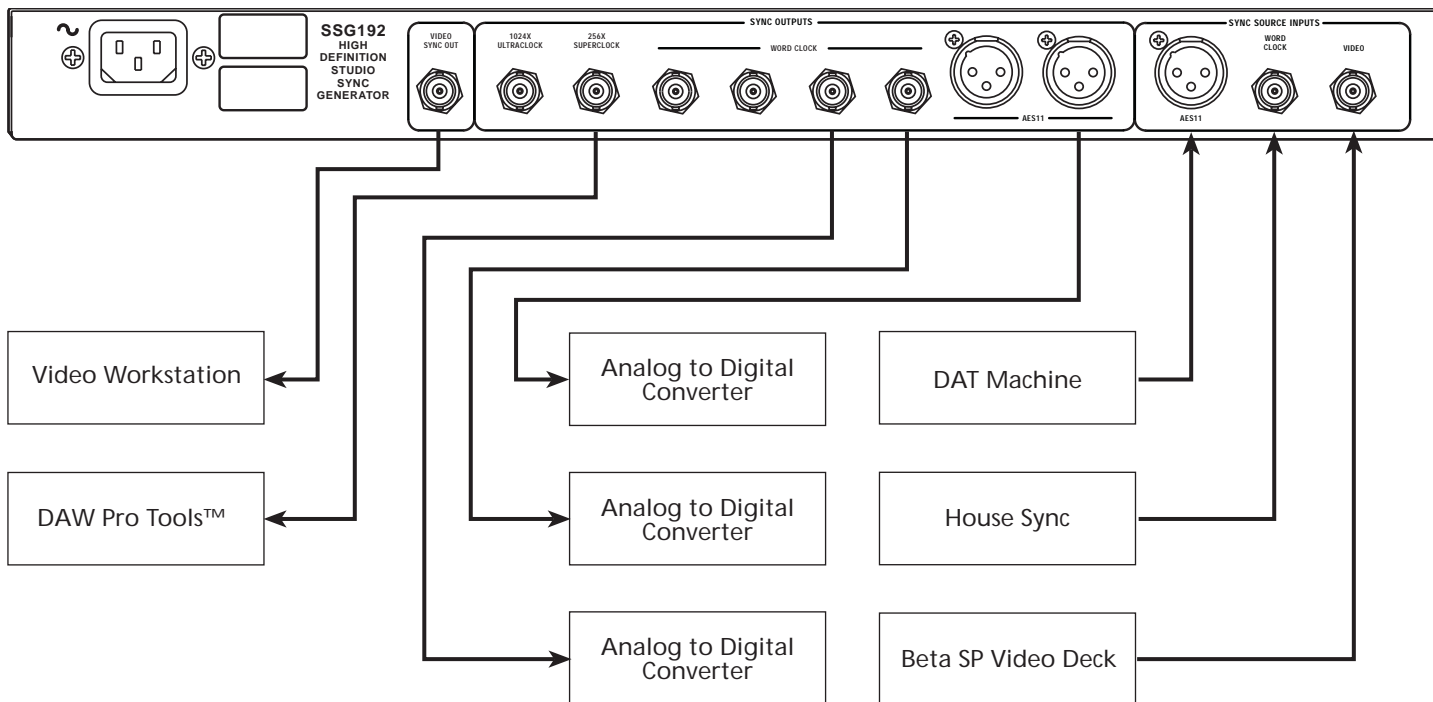 SSG192
HIGH
DEFINITION
STUDIO
SYNC
GENERATOR
VIDEO
SYNC OUT
SYNC OUTPUTS
1024X
ULTRACLOCK
256X
SUPERCLOCK
WORD CLOCK
AES11
SYNC SOURCE INPUTS
AES11
WORD
CLOCK
VIDEO
Video Workstation
DAW Pro Tools™
Analog to Digital
Converter
Analog to Digital
Converter
Analog to Digital
Converter
DAT Machine
House Sync
Beta SP Video Deck